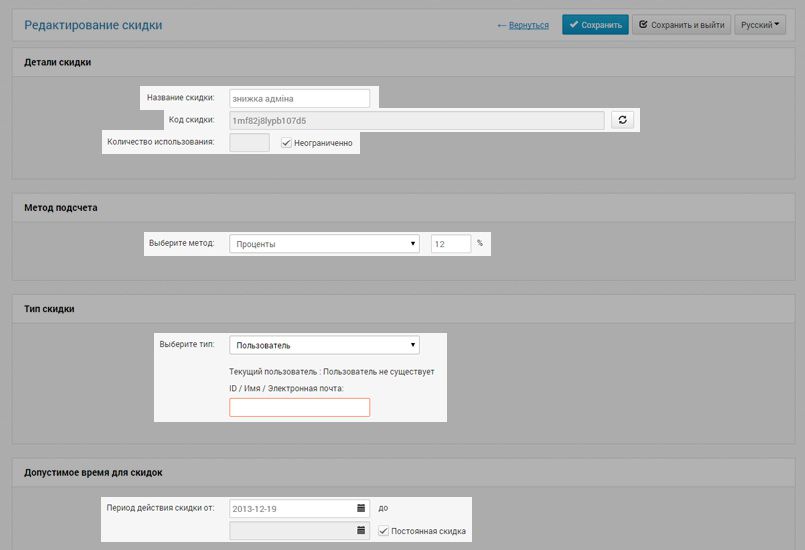 Редактирование скидки
← Вернуться
Сохранить
Сохранить и выйти
Русский
Детали скидки
Название скидки:
знижка адміна
Код скидки:
1mf82j8lypb107d5
Количество использования:
Неограниченно
Метод подсчета
Выберите метод:
Проценты
12
%
Тип скидки
Выберите тип:
Пользователь
Текущий пользователь : Пользователь не существует
ID / Имя / Электронная почта:
Допустимое время для скидок
Период действия скидки от:
2013-12-19
до
Постоянная скидка